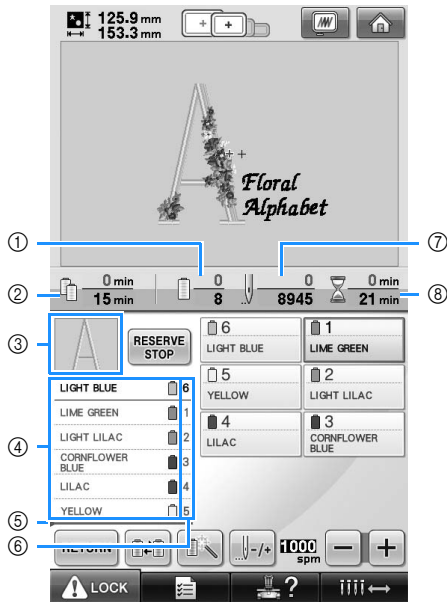 125.9 mm
153.3 mm
Floral
Alphabet
① ⑦
② 0 min 0 0 0 min ⑧
15 min 8 8945 21 min
③ RESERVE
STOP
6
LIGHT BLUE
1
LIME GREEN
5
YELLOW
2
LIGHT LILAC
4
LILAC
3
CORNFLOWER
BLUE
④
LIGHT BLUE 6
LIME GREEN 1
LIGHT LILAC 2
CORNFLOWER
BLUE 3
LILAC 4
YELLOW 5
⑤
⑥
RETURN -/+ 1000
spm - +
LOCK ?